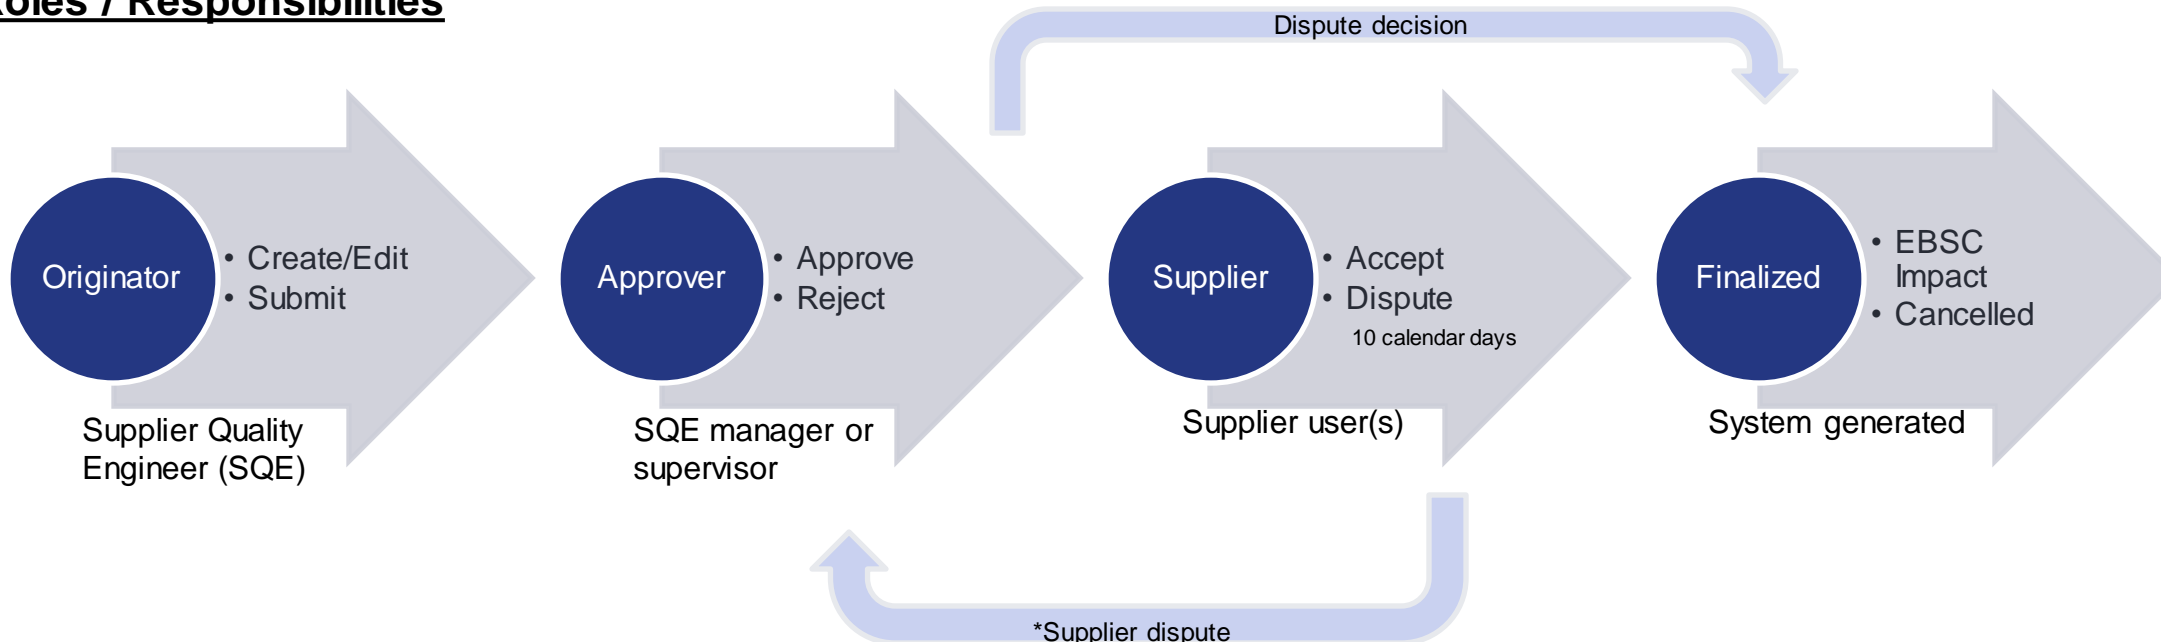 Roles / Responsibilities
Dispute decision
Originator
• Create/Edit
• Submit
Supplier Quality
Engineer (SQE)
Approver
• Approve
• Reject
SQE manager or
supervisor
Supplier
• Accept
• Dispute
10 calendar days
Supplier user(s)
Finalized
• EBSC
Impact
• Cancelled
System generated
*Supplier dispute